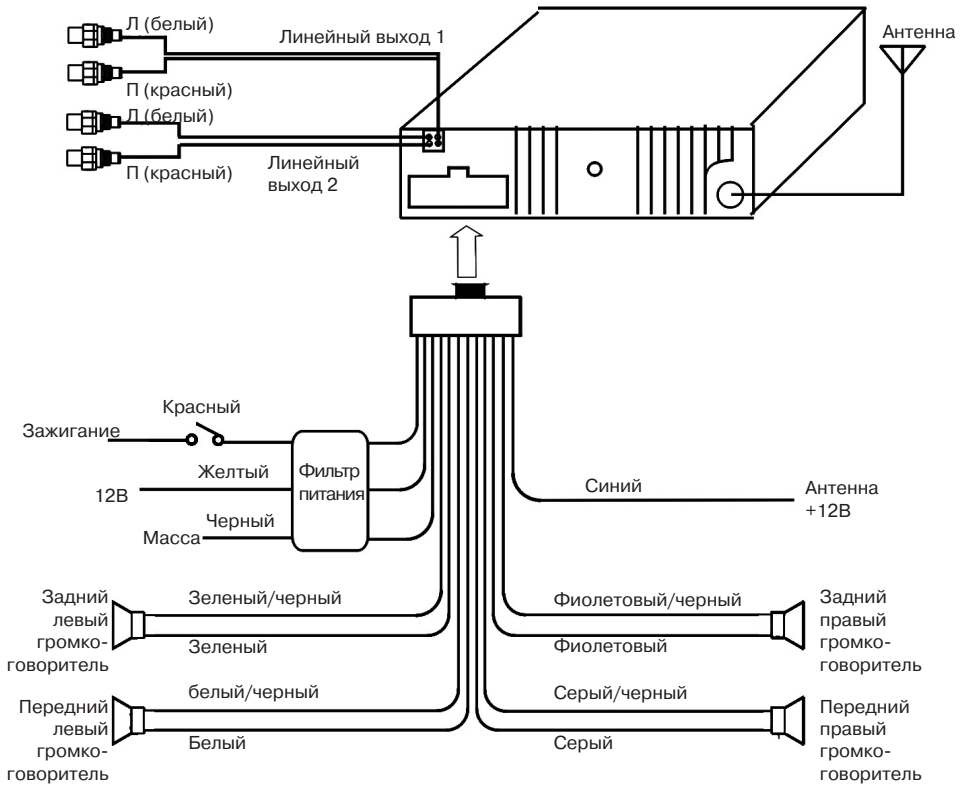 Л (белый)
Линейный выход 1
Антенна
П (красный)
Л (белый)
П (красный)
Линейный
выход 2
Красный
Зажигание
Желтый
12В
Черный
Масса
Фильтр
питания
Синий
Антенна
+12В
Задний
левый
громко-
говоритель
Зеленый/черный
Зеленый
Фиолетовый/черный
Фиолетовый
Задний
правый
громко-
говоритель
Передний
левый
громко-
говоритель
белый/черный
Белый
Серый/черный
Серый
Передний
правый
громко-
говоритель